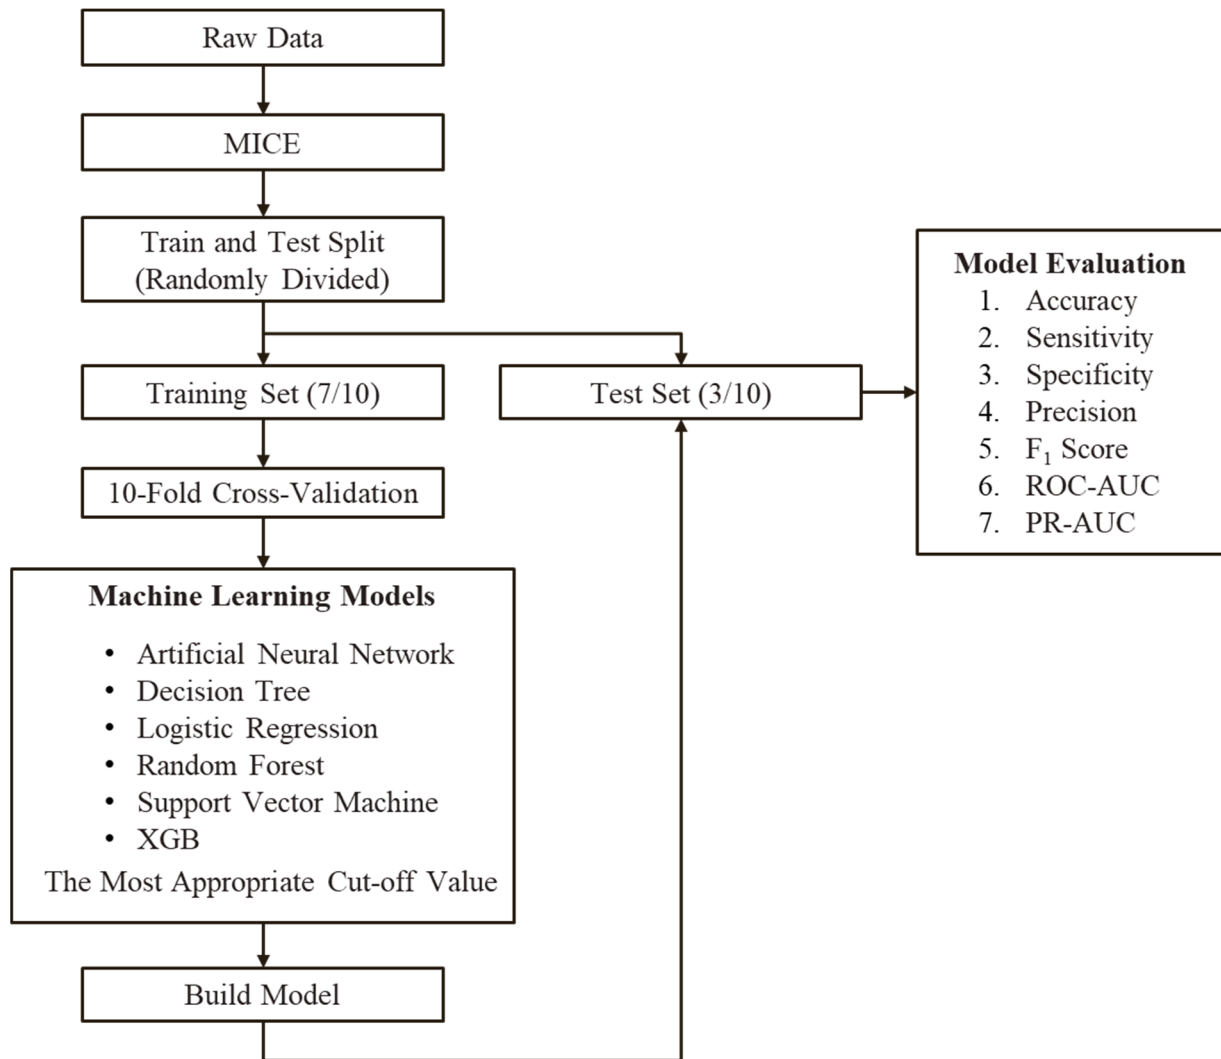 Raw Data
MICE
Train and Test Split
(Randomly Divided)
Training Set (7/10)
Test Set (3/10)
10-Fold Cross-Validation
Machine Learning Models
• Artificial Neural Network
• Decision Tree
• Logistic Regression
• Random Forest
• Support Vector Machine
• XGB
The Most Appropriate Cut-off Value
Build Model
Model Evaluation
1. Accuracy
2. Sensitivity
3. Specificity
4. Precision
5. F₁ Score
6. ROC-AUC
7. PR-AUC